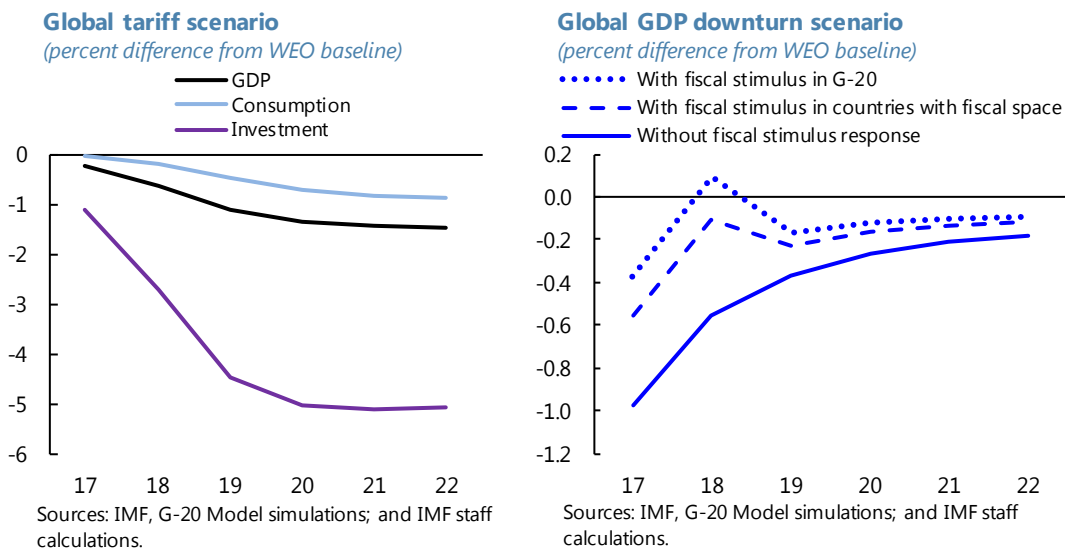 Global tariff scenario
(percent difference from WEO baseline)
GDP
Consumption
Investment
0
-1
-2
-3
-4
-5
-6
17 18 19 20 21 22
Sources: IMF, G-20 Model simulations; and IMF staff
calculations.
Global GDP downturn scenario
(percent difference from WEO baseline)
With fiscal stimulus in G-20
With fiscal stimulus in countries with fiscal space
Without fiscal stimulus response
0.2
0.0
-0.2
-0.4
-0.6
-0.8
-1.0
-1.2
17 18 19 20 21 22
Sources: IMF, G-20 Model simulations; and IMF staff
calculations.